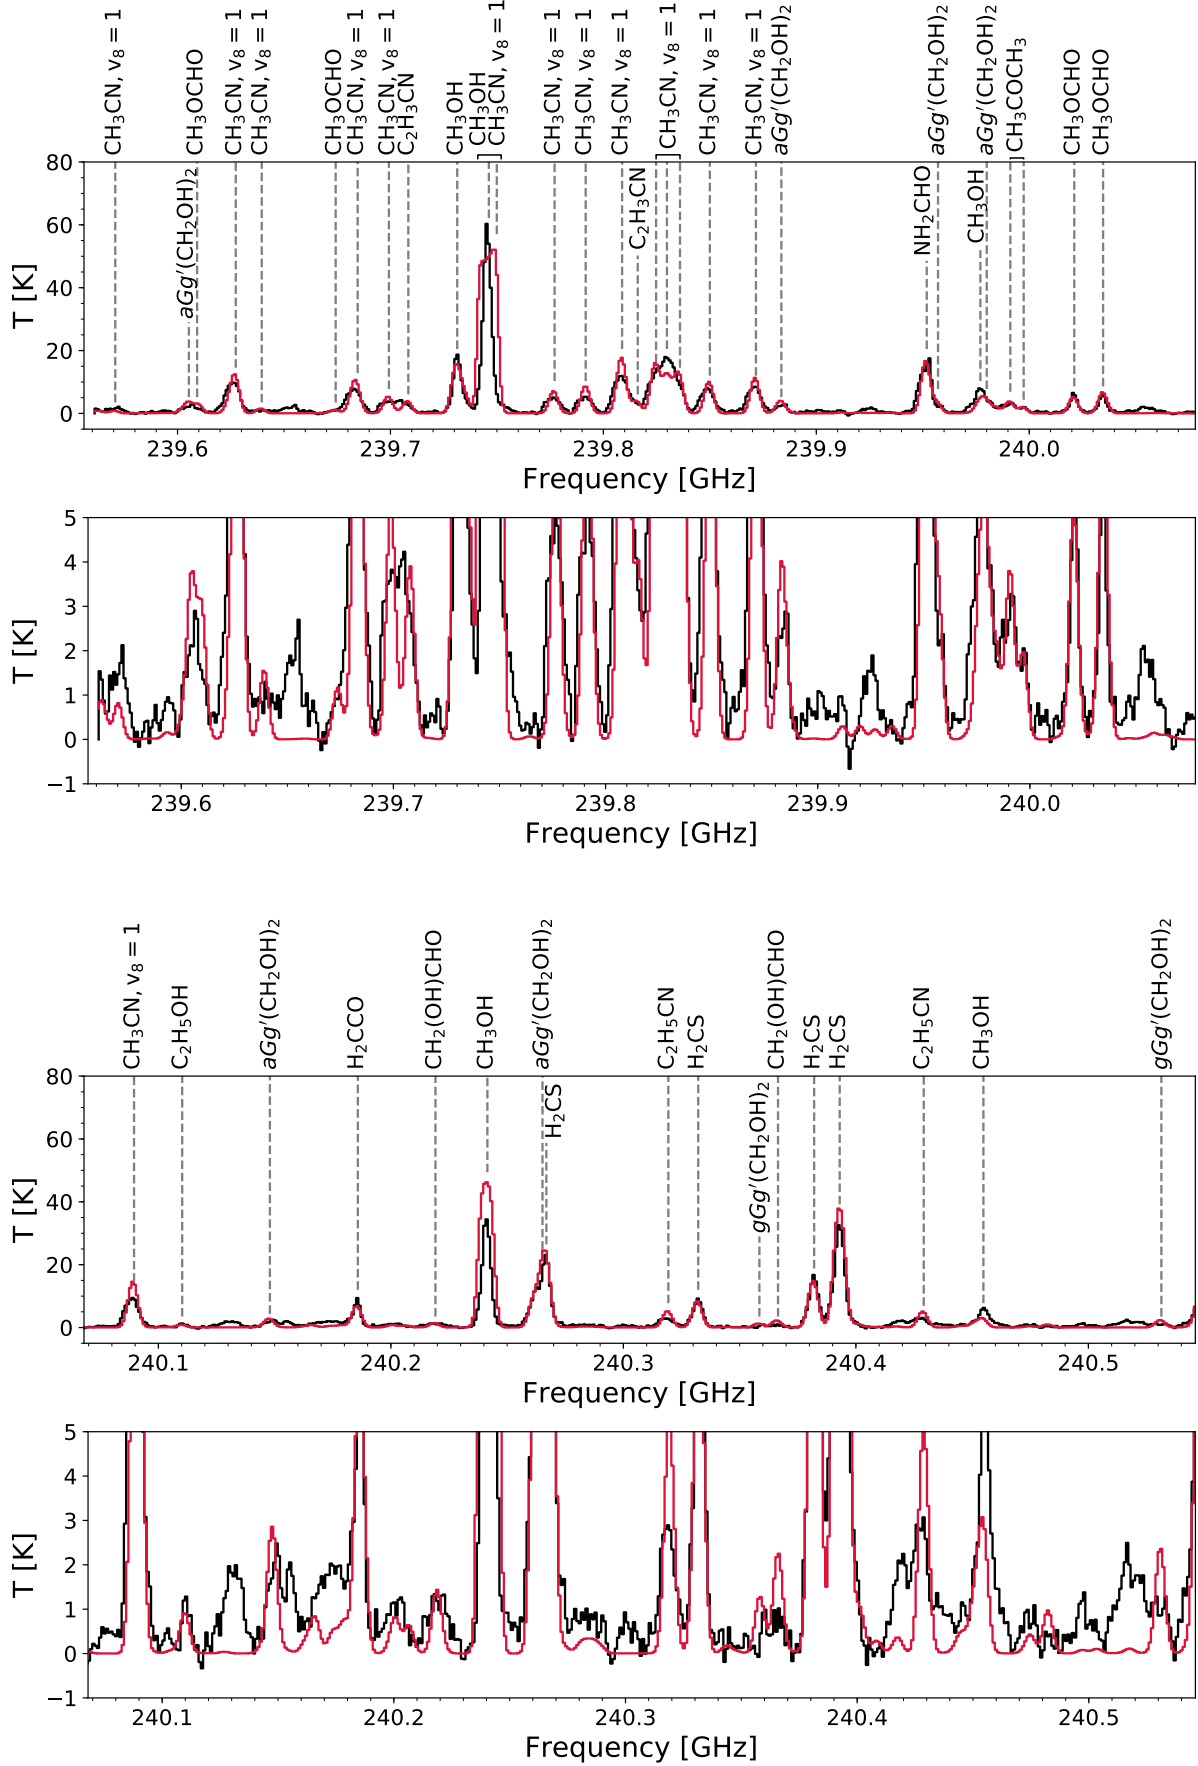 CH₃CN, v₈ = 1
CH₃OCHO
CH₃CN, v₈ = 1
CH₃CN, v₈ = 1
CH₃OCHO
CH₃CN, v₈ = 1
CH₃CN, v₈ = 1
C₂H₃CN
CH₃OH
CH₃OH
CH₃CN, v₈ = 1
CH₃CN, v₈ = 1
CH₃CN, v₈ = 1
CH₃CN, v₈ = 1
CH₃CN, v₈ = 1
CH₃CN, v₈ = 1
CH₃CN, v₈ = 1
aGg′(CH₂OH)₂
aGg′(CH₂OH)₂
aGg′(CH₂OH)₂
CH₃COCH₃
CH₃OCHO
CH₃OCHO
aGg′(CH₂OH)₂
C₂H₃CN
NH₂CHO
CH₃OH
80
60
40
20
0
T [K]
239.6 239.7 239.8 239.9 240.0
Frequency [GHz]
5
4
3
2
1
0
−1
T [K]
239.6 239.7 239.8 239.9 240.0
Frequency [GHz]
CH₃CN, v₈ = 1
C₂H₅OH
aGg′(CH₂OH)₂
H₂CCO
CH₂(OH)CHO
CH₃OH
aGg′(CH₂OH)₂
C₂H₅CN
H₂CS
CH₂(OH)CHO
H₂CS
H₂CS
C₂H₅CN
CH₃OH
gGg′(CH₂OH)₂
H₂CS
gGg′(CH₂OH)₂
80
60
40
20
0
T [K]
240.1 240.2 240.3 240.4 240.5
Frequency [GHz]
5
4
3
2
1
0
−1
T [K]
240.1 240.2 240.3 240.4 240.5
Frequency [GHz]